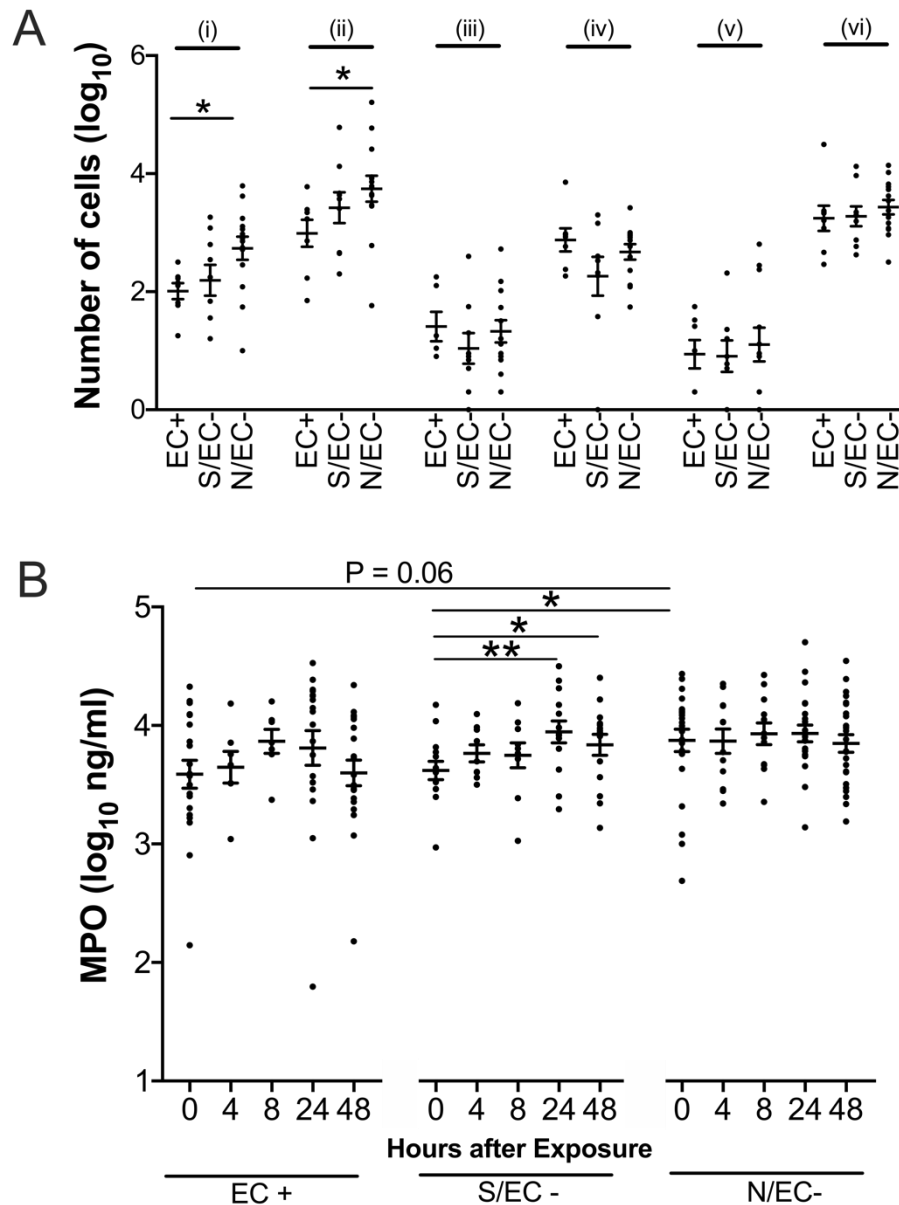 A
(i) (ii) (iii) (iv) (v) (vi)
Number of cells (log10)
6
4
2
0
* *
EC+ S/EC- N/EC- EC+ S/EC- N/EC- EC+ S/EC- N/EC- EC+ S/EC- N/EC- EC+ S/EC- N/EC- EC+ S/EC- N/EC-
B
P = 0.06
*
*
**
MPO (log10 ng/ml)
5
4
3
2
1
0 4 8 24 48 0 4 8 24 48 0 4 8 24 48
Hours after Exposure
EC + S/EC - N/EC-